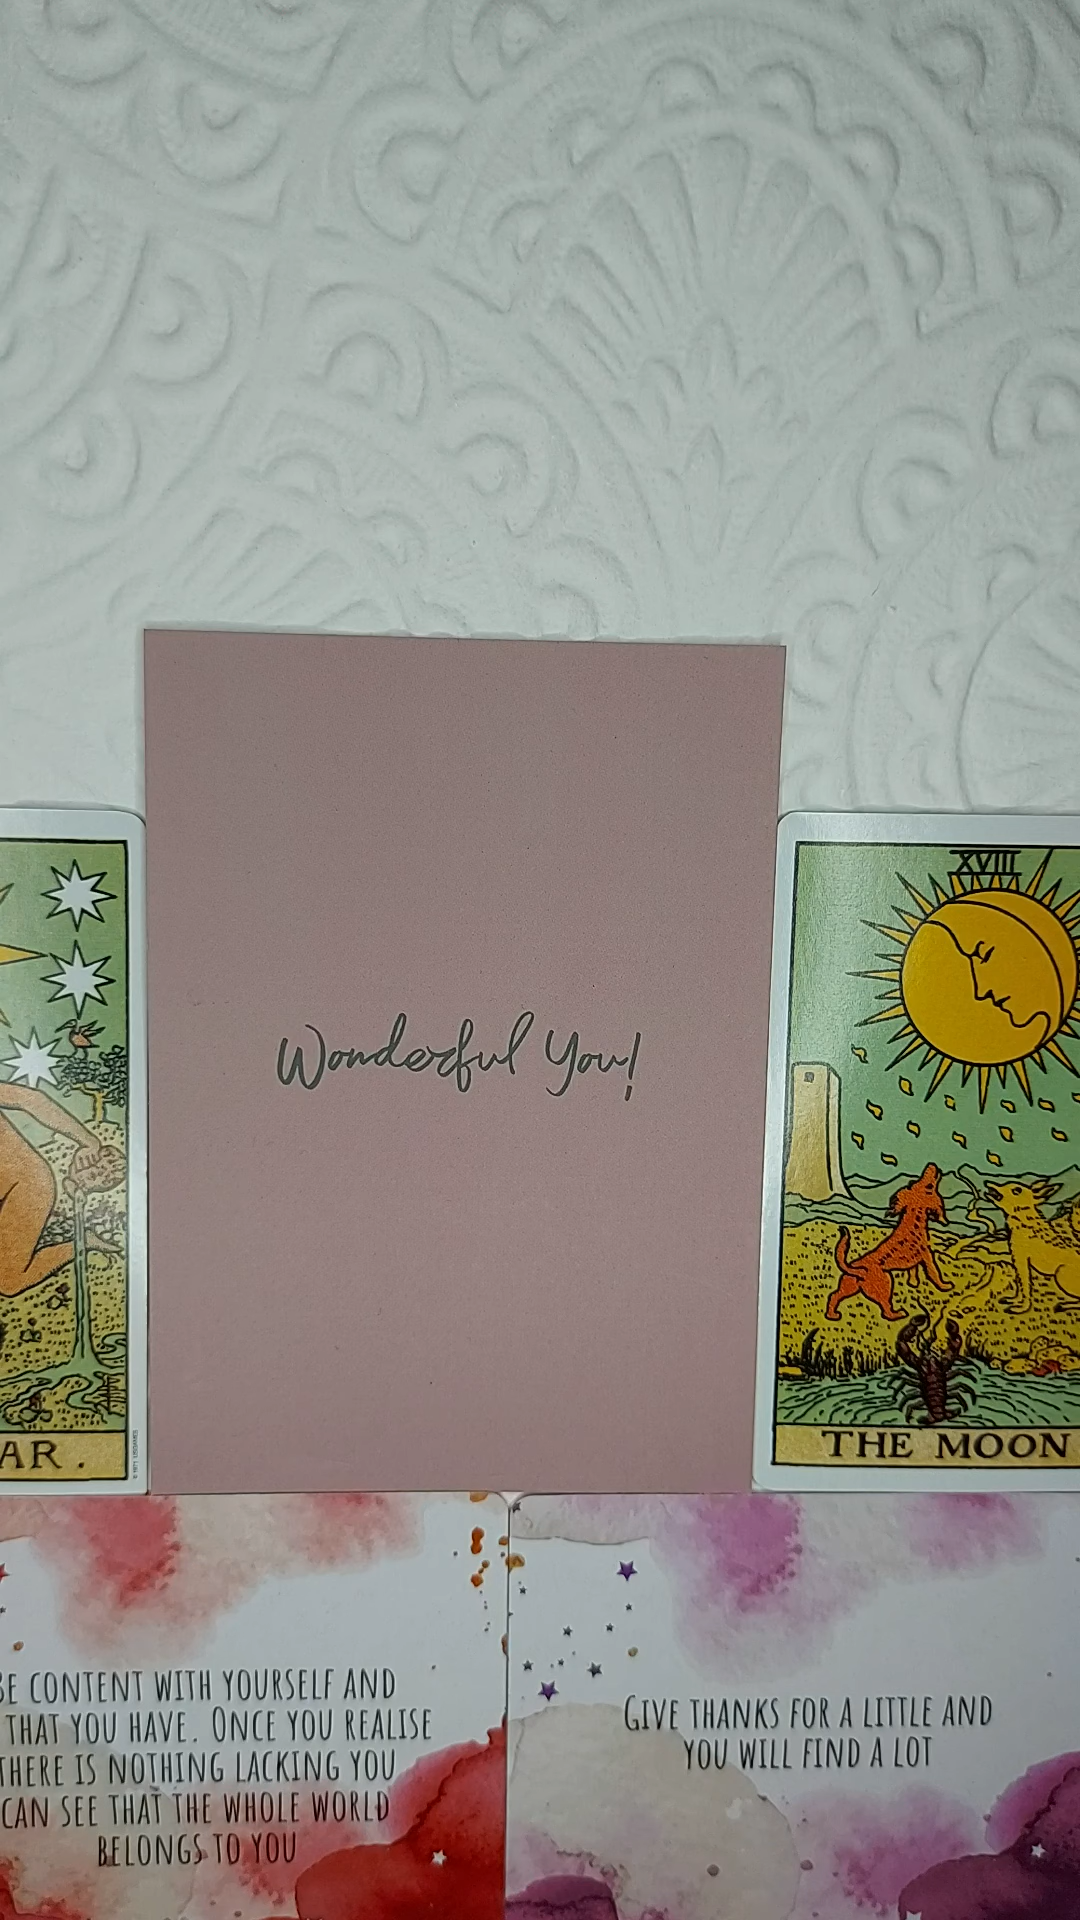 Wonderful You!
XVIII
AR.
THE MOON
BE CONTENT WITH YOURSELF AND
THAT YOU HAVE. ONCE YOU REALISE
THERE IS NOTHING LACKING YOU
CAN SEE THAT THE WHOLE WORLD
BELONGS TO YOU
GIVE THANKS FOR A LITTLE AND
YOU WILL FIND A LOT